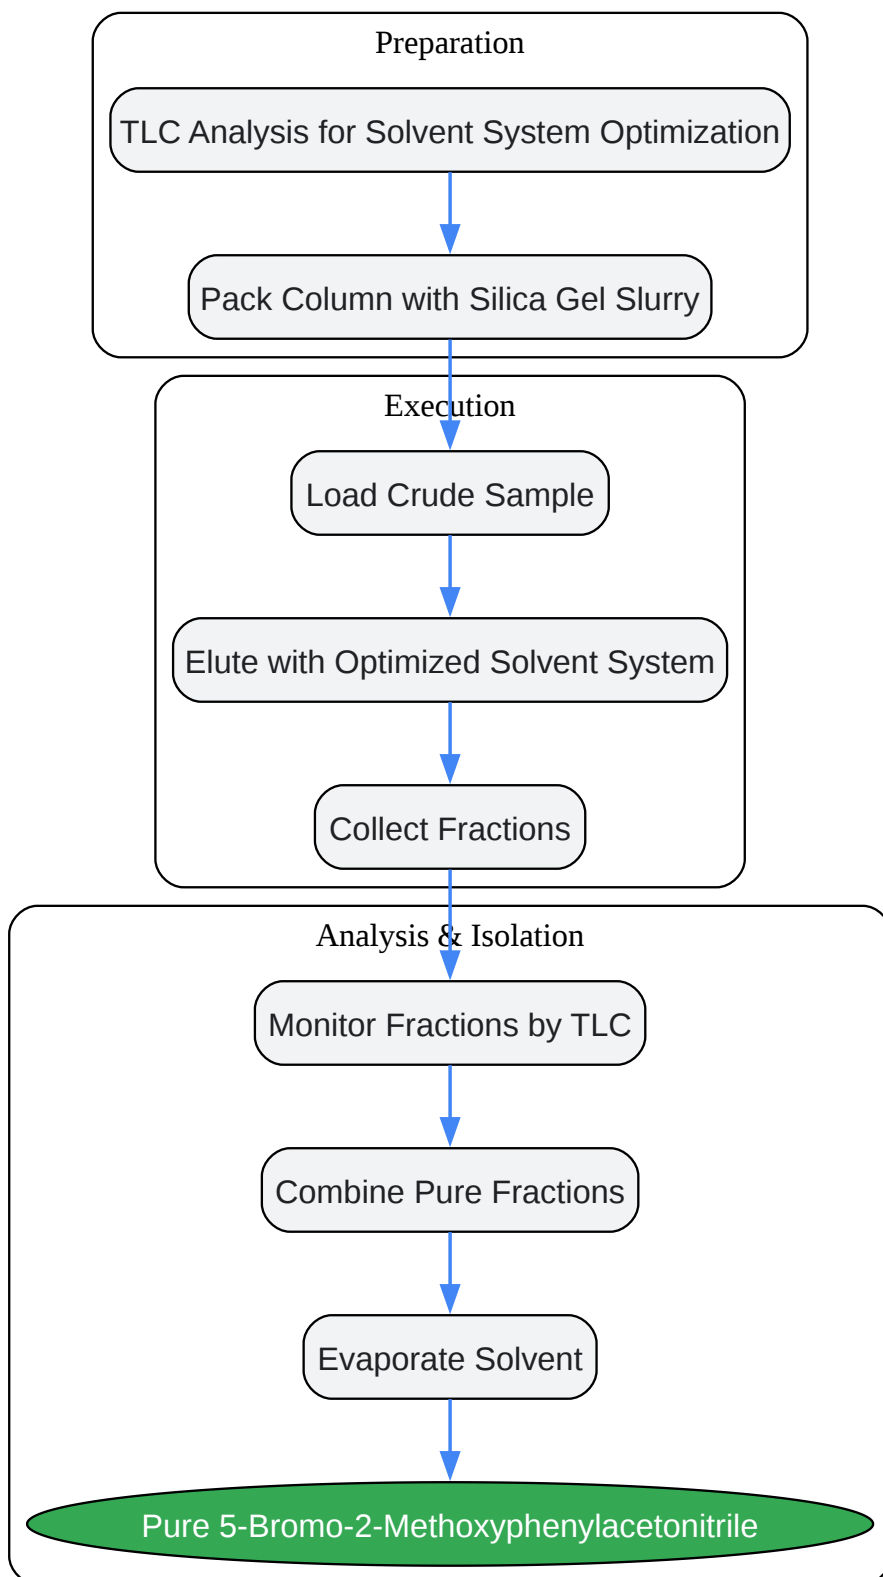 Preparation
TLC Analysis for Solvent System Optimization
Pack Column with Silica Gel Slurry
Execution
Load Crude Sample
Elute with Optimized Solvent System
Collect Fractions
Analysis & Isolation
Monitor Fractions by TLC
Combine Pure Fractions
Evaporate Solvent
Pure 5-Bromo-2-Methoxyphenylacetonitrile